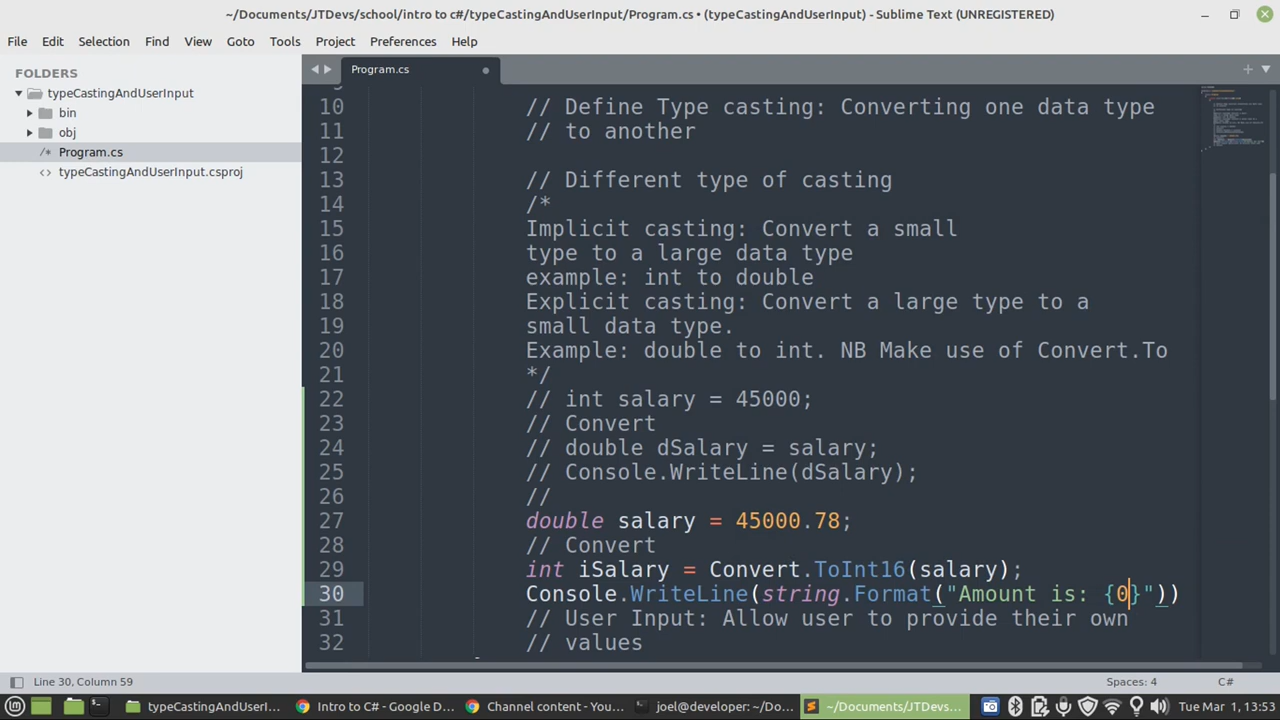 ~/Documents/JTDevs/school/intro to c#/typeCastingAndUserInput/Program.cs • (typeCastingAndUserInput) - Sublime Text (UNREGISTERED)
File Edit Selection Find View Goto Tools Project Preferences Help
FOLDERS
typeCastingAndUserInput
bin
obj
/* Program.cs
<> typeCastingAndUserInput.csproj
Program.cs
10 // Define Type casting: Converting one data type
11 // to another
12
13 // Different type of casting
14 /*
15 Implicit casting: Convert a small
16 type to a large data type
17 example: int to double
18 Explicit casting: Convert a large type to a
19 small data type.
20 Example: double to int. NB Make use of Convert.To
21 */
22 // int salary = 45000;
23 // Convert
24 // double dSalary = salary;
25 // Console.WriteLine(dSalary);
26 //
27 double salary = 45000.78;
28 // Convert
29 int iSalary = Convert.ToInt16(salary);
30 Console.WriteLine(string.Format("Amount is: {0}"))
31 // User Input: Allow user to provide their own
32 // values
Line 30, Column 59
Spaces: 4
C#
typeCastingAndUserI...
Intro to C# - Google D...
Channel content - You...
joel@developer: ~/Do...
~/Documents/JTDevs...
Tue Mar 1, 13:53